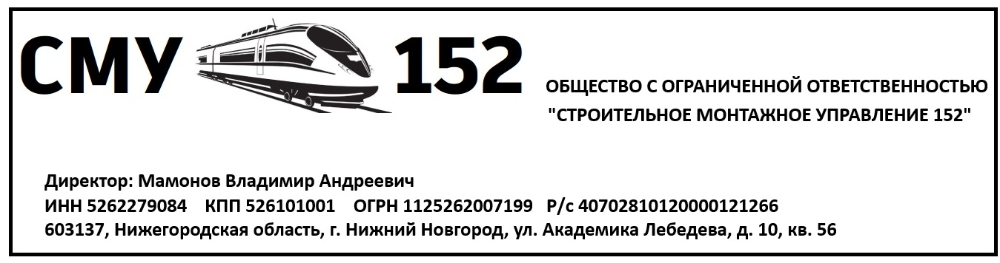 СМУ 152
ОБЩЕСТВО С ОГРАНИЧЕННОЙ ОТВЕТСТВЕННОСТЬЮ
"СТРОИТЕЛЬНОЕ МОНТАЖНОЕ УПРАВЛЕНИЕ 152"
Директор: Мамонов Владимир Андреевич
ИНН 5262279084 КПП 526101001 ОГРН 1125262007199 Р/с 40702810120000121266
603137, Нижегородская область, г. Нижний Новгород, ул. Академика Лебедева, д. 10, кв. 56